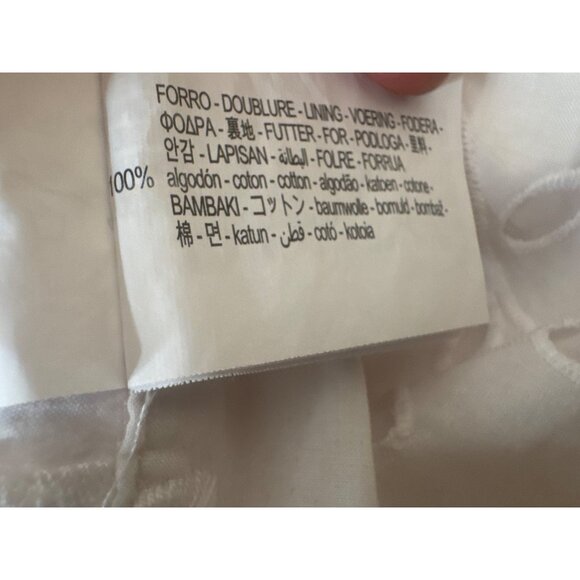 FORRO - DOUBLURE - LINING - VOERING - FODERA -
ΦΟΔΡΑ - 裏地 - FUTTER - FOR - PODLOGA - 里料 -
안감 - LAPISAN - البطانة - FOLRE - FORRUA
100% algodón - coton - cotton - algodão - katoen - cotone -
BAMBAKI - コットン - baumwolle - bomuld - bombaž -
棉 - 면 - katun - قطن - cotó - kotoia